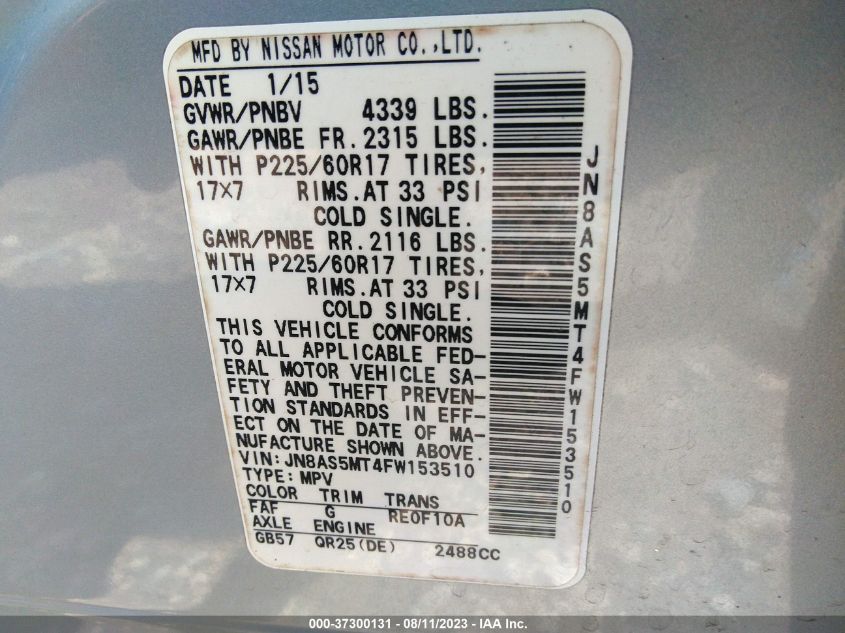 MFD BY NISSAN MOTOR CO.,LTD.
DATE 1/15
GVWR/PNBV 4339 LBS.
GAWR/PNBE FR.2315 LBS.
WITH P225/60R17 TIRES,
17X7 RIMS.AT 33 PSI
COLD SINGLE.
GAWR/PNBE RR.2116 LBS.
WITH P225/60R17 TIRES,
17X7 RIMS.AT 33 PSI
COLD SINGLE.
THIS VEHICLE CONFORMS
TO ALL APPLICABLE FED-
ERAL MOTOR VEHICLE SA-
FETY AND THEFT PREVEN-
TION STANDARDS IN EFF-
ECT ON THE DATE OF MA-
NUFACTURE SHOWN ABOVE.
VIN:JN8AS5MT4FW153510
TYPE:MPV
COLOR TRIM TRANS
FAF G RE0F10A
AXLE ENGINE
GB57 QR25(DE) 2488CC
JN8AS5MT4FW153510
000-37300131 - 08/11/2023 - IAA Inc.